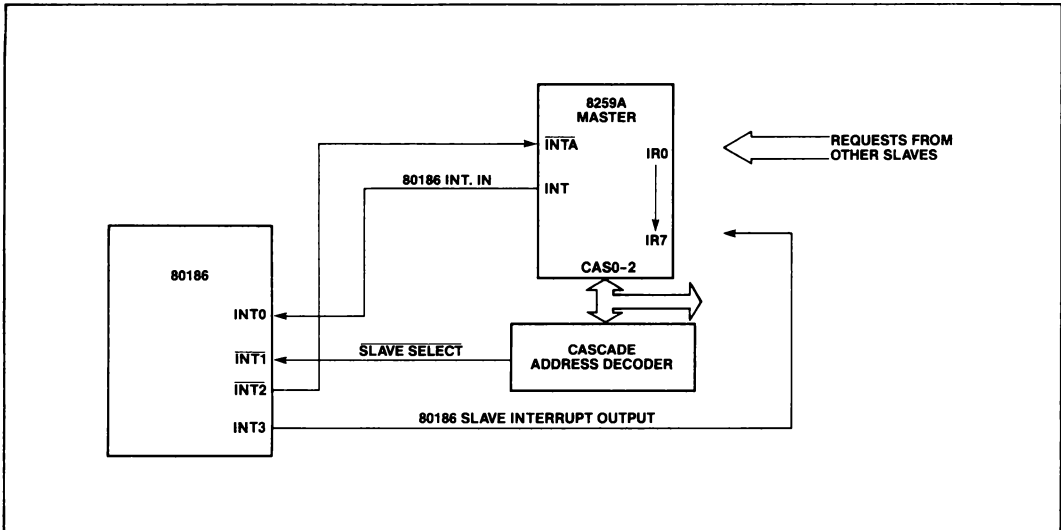 8259A
MASTER
INTA
IR0
REQUESTS FROM
OTHER SLAVES
80186 INT. IN
INT
IR7
CAS0-2
80186
INT0
SLAVE SELECT
CASCADE
ADDRESS DECODER
INT1
INT2
80186 SLAVE INTERRUPT OUTPUT
INT3